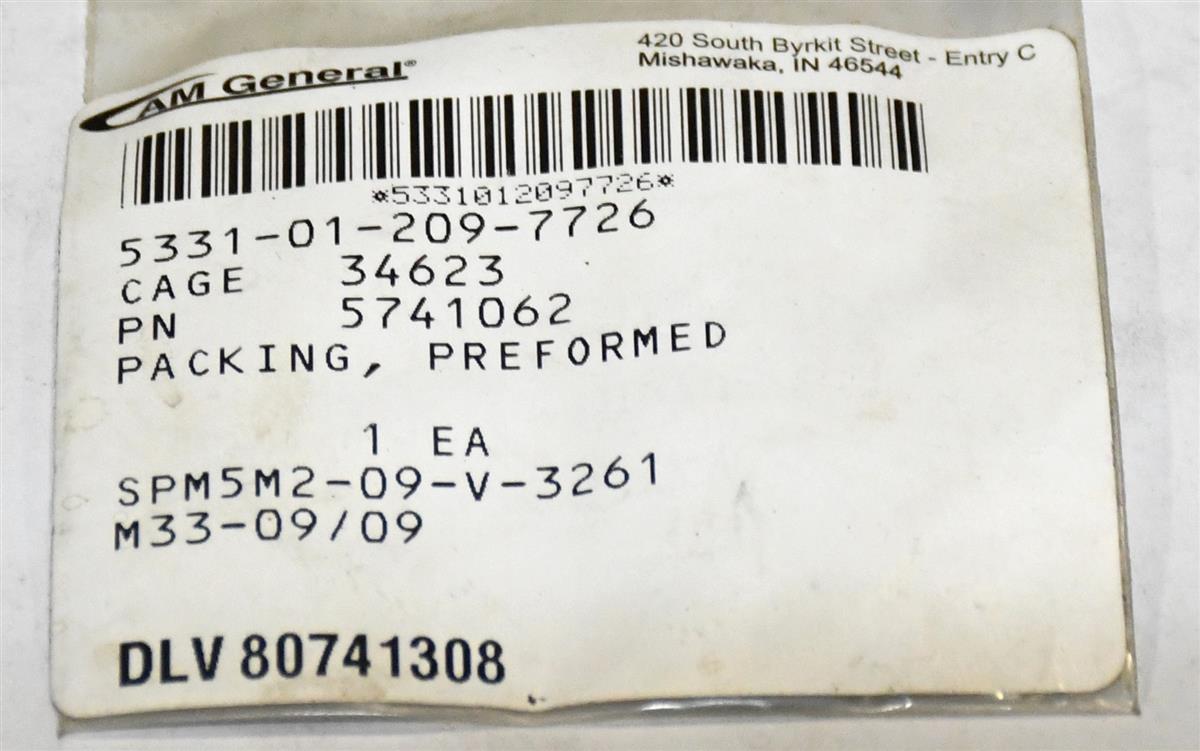 AM General®
420 South Byrkit Street - Entry C
Mishawaka, IN 46544
*5331012097726*
5331-01-209-7726
CAGE 34623
PN 5741062
PACKING, PREFORMED
1 EA
SPM5M2-09-V-3261
M33-09/09
DLV 80741308